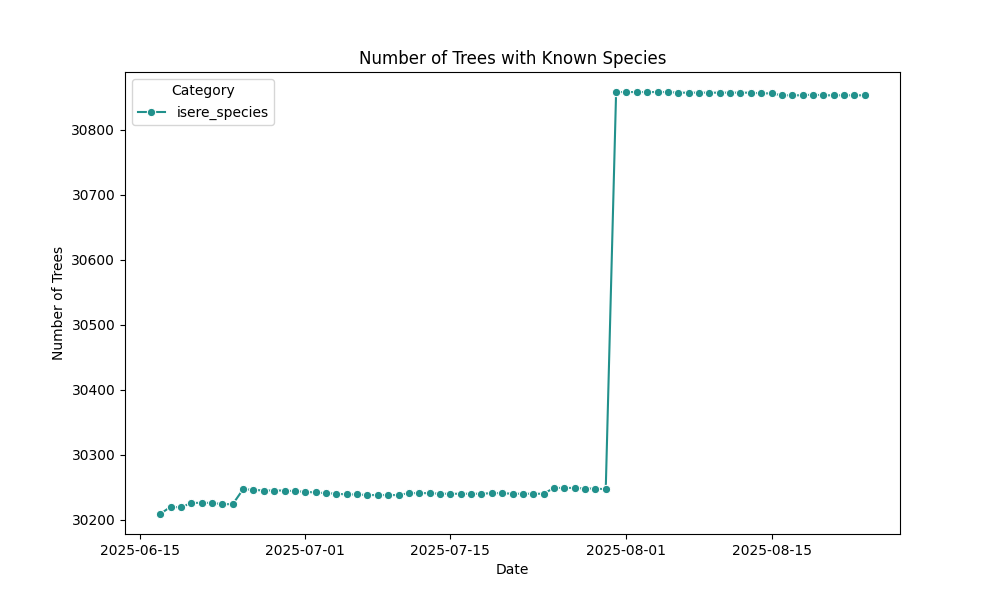 Number of Trees with Known Species
Category
isere_species
30800
30700
30600
30500
30400
30300
30200
Number of Trees
2025-06-15
2025-07-01
2025-07-15
2025-08-01
2025-08-15
Date